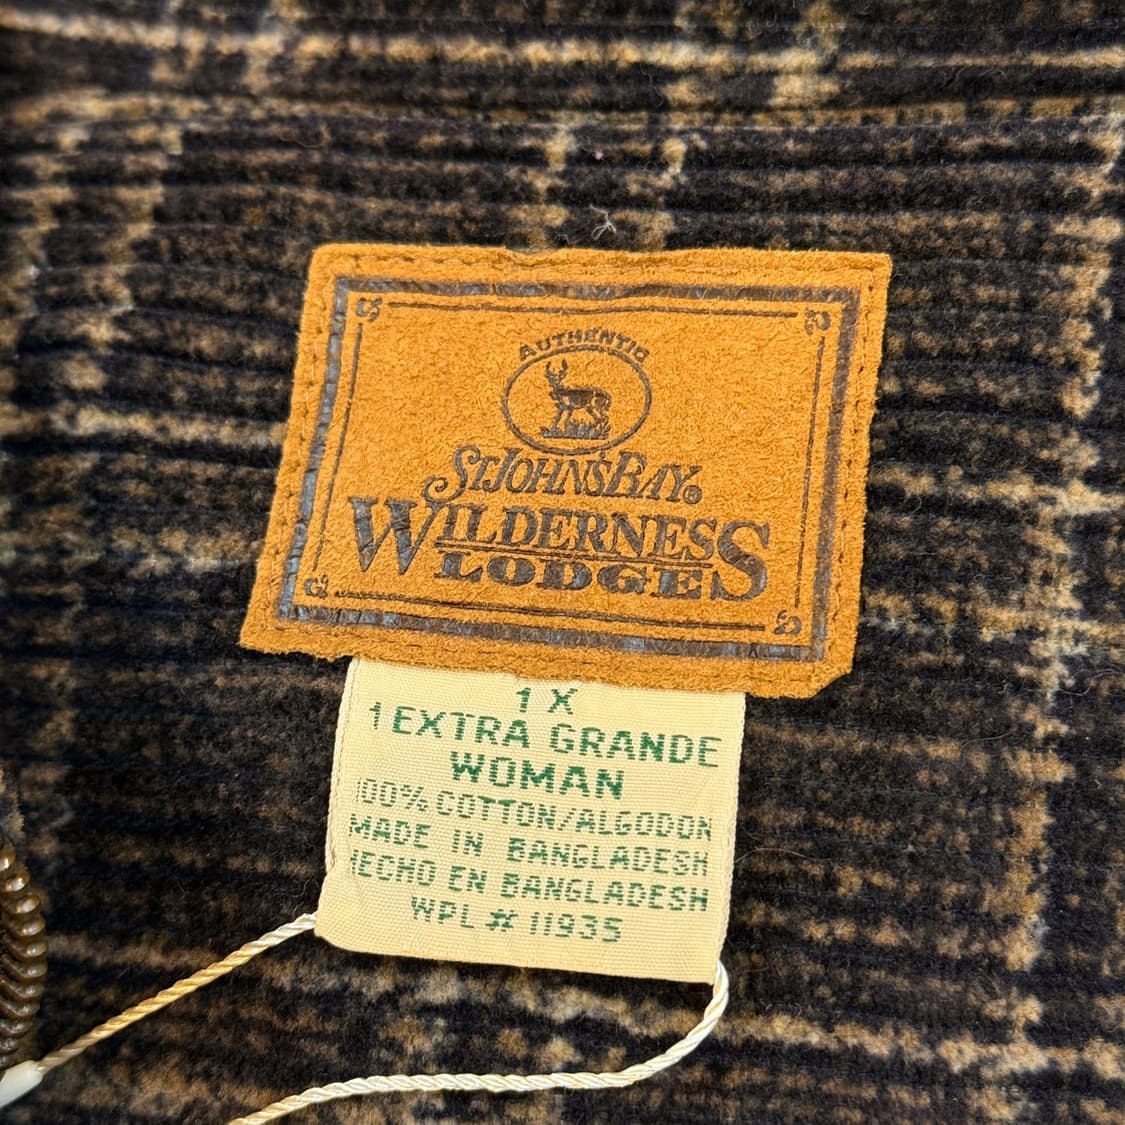 AUTHENTIC
ST. JOHN'S BAY®
WILDERNESS
LODGES
1 X
1 EXTRA GRANDE
WOMAN
100% COTTON/ALGODON
MADE IN BANGLADESH
HECHO EN BANGLADESH
WPL # 11935